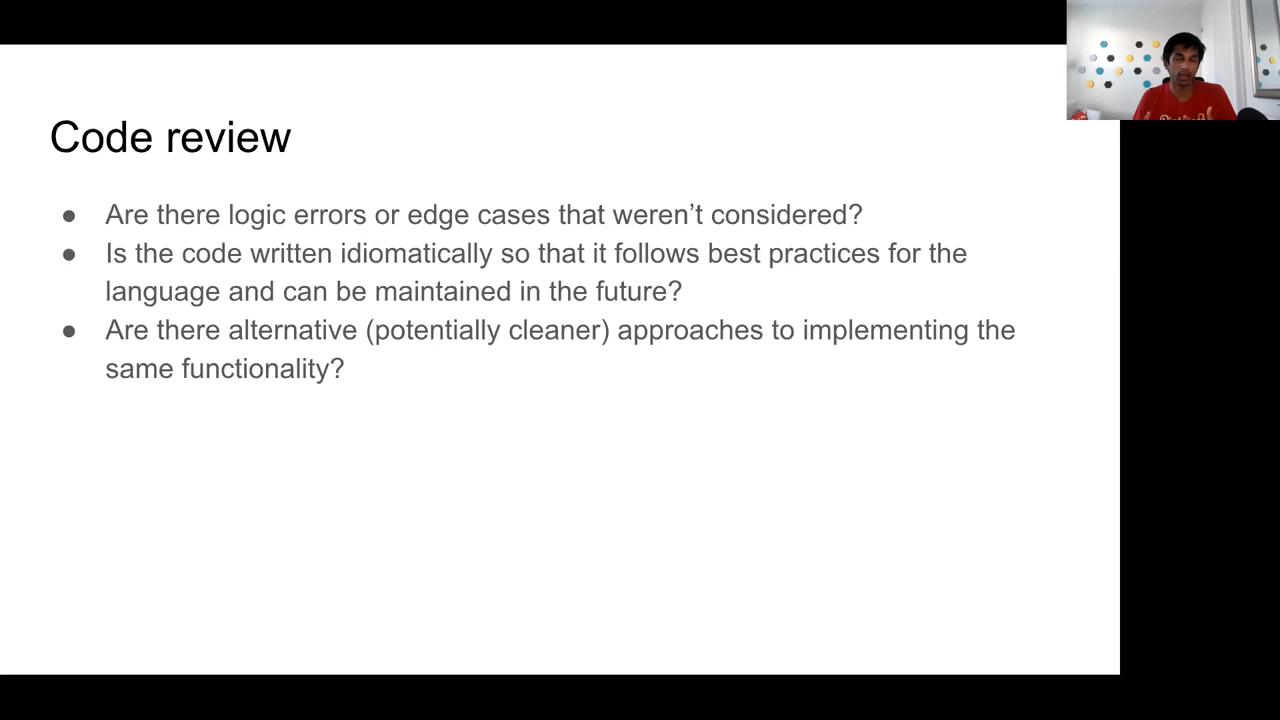 Code review
● Are there logic errors or edge cases that weren’t considered?
● Is the code written idiomatically so that it follows best practices for the
language and can be maintained in the future?
● Are there alternative (potentially cleaner) approaches to implementing the
same functionality?